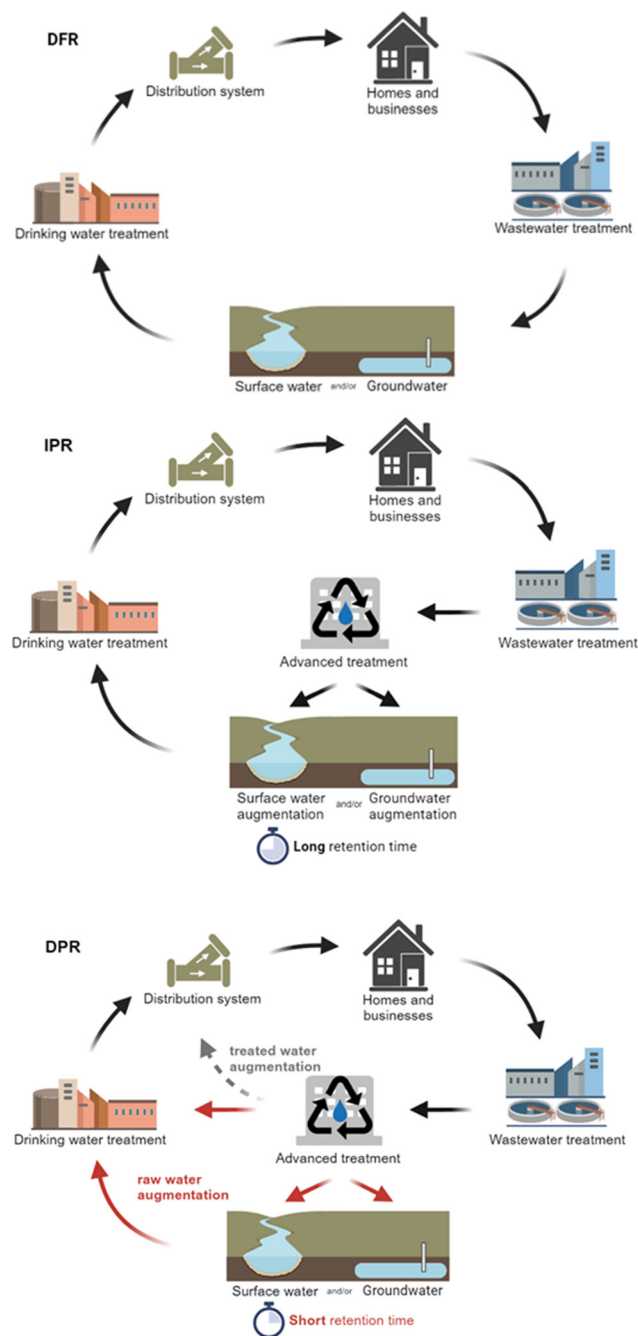 DFR
Distribution system
Homes and
businesses
Drinking water treatment
Wastewater treatment
Surface water and/or Groundwater
IPR
Distribution system
Homes and
businesses
Drinking water treatment
Advanced treatment
Wastewater treatment
Surface water and/or Groundwater
augmentation augmentation
Long retention time
DPR
Distribution system
Homes and
businesses
treated water
augmentation
Drinking water treatment
Advanced treatment
Wastewater treatment
raw water
augmentation
Surface water and/or Groundwater
Short retention time